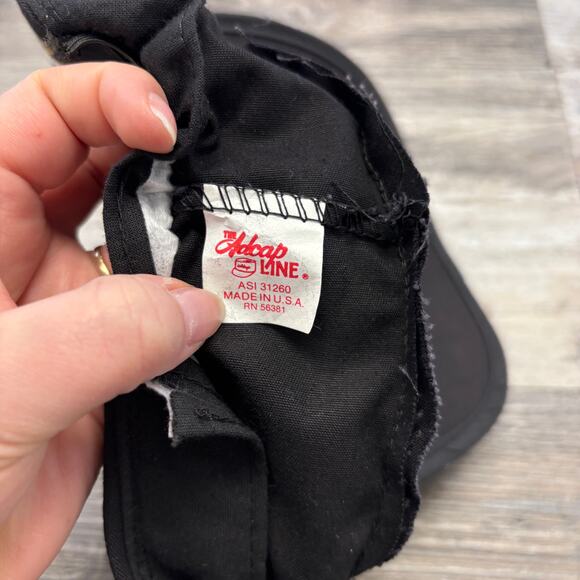 THE
Adcap
LINE®
ASI 31260
MADE IN U.S.A.
RN 56381